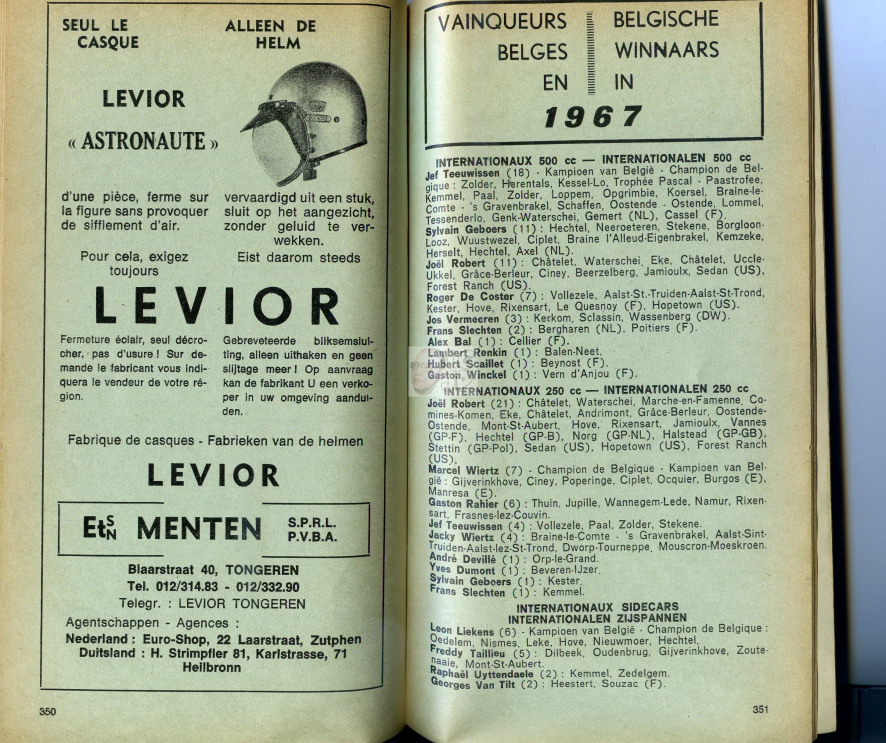 SEUL LE
CASQUE
ALLEEN DE
HELM
LEVIOR
« ASTRONAUTE »
d'une pièce, ferme sur
la figure sans provoquer
de sifflement d'air.
Pour cela, exigez
toujours
vervaardigd uit een stuk,
sluit op het aangezicht,
zonder geluid te ver-
wekken.
Eist daarom steeds
LEVIOR
Fermeture éclair, seul décro-
cher, pas d'usure ! Sur de-
mande le fabricant vous indi-
quera le vendeur de votre ré-
gion.
Gebreveteerde bliksemslui-
ting, alleen uithaken en geen
slijtage meer ! Op aanvraag
kan de fabrikant U een verko-
per in uw omgeving aandui-
den.
Fabrique de casques - Fabrieken van de helmen
LEVIOR
Ets N MENTEN S.P.R.L.
P.V.B.A.
Blaarstraat 40, TONGEREN
Tel. 012/314.83 - 012/332.90
Telegr. : LEVIOR TONGEREN
Agentschappen - Agences :
Nederland : Euro-Shop, 22 Laarstraat, Zutphen
Duitsland : H. Strimpfler 81, Karlstrasse, 71
Heilbronn
350
VAINQUEURS
BELGES
EN
BELGISCHE
WINNAARS
IN
1967
INTERNATIONAUX 500 cc — INTERNATIONALEN 500 cc
Jef Teeuwissen (18) - Kampioen van België - Champion de Bel-
gique : Zolder, Herentals, Kessel-Lo, Trophée Pascal - Paastrofee,
Kemmel, Paal, Zolder, Loppem, Opgrimbie, Koersel, Braine-le-
Comte - 's Gravenbrakel, Schaffen, Oostende - Ostende, Lommel,
Tessenderlo, Genk-Waterschei, Gemert (NL), Cassel (F).
Sylvain Geboers (11) : Hechtel, Neeroeteren, Stekene, Borgloon-
Looz, Wuustwezel, Ciplet, Braine l'Alleud-Eigenbrakel, Kemzeke,
Herselt, Hechtel, Axel (NL).
Joël Robert (11) : Châtelet, Waterschei, Eke, Châtelet, Uccle-
Ukkel, Grâce-Berleur, Ciney, Beerzelberg, Jamioulx, Sedan (US),
Forest Ranch (US).
Roger De Coster (7) : Vollezele, Aalst-St.-Truiden-Aalst-St-Trond,
Kester, Hove, Rixensart, Le Quesnoy (F), Hopetown (US).
Jos Vermeeren (3) : Kerkom, Sclassin, Wassenberg (DW).
Frans Slechten (2) : Bergharen (NL), Poitiers (F).
Alex Bal (1) : Cellier (F).
Lambert Renkin (1) : Balen-Neet.
Hubert Scaillet (1) : Beynost (F).
Gaston Winckel (1) : Vern d'Anjou (F).
INTERNATIONAUX 250 cc — INTERNATIONALEN 250 cc
Joël Robert (21) : Châtelet, Waterschei, Marche-en-Famenne, Co-
mines-Komen, Eke, Châtelet, Andrimont, Grâce-Berleur, Oostende-
Ostende, Mont-St-Aubert, Hove, Rixensart, Jamioulx, Vannes
(GP-F), Hechtel (GP-B), Norg (GP-NL), Halstead (GP-GB),
Stettin (GP-Pol), Sedan (US), Hopetown (US), Forest Ranch
(US).
Marcel Wiertz (7) - Champion de Belgique - Kampioen van Bel-
gië : Gijverinkhove, Ciney, Poperinge, Ciplet, Ocquier, Burgos (E),
Manresa (E).
Gaston Rahier (6) : Thuin, Jupille, Wannegem-Lede, Namur, Rixen-
sart, Frasnes-lez-Couvin.
Jef Teeuwissen (4) : Vollezele, Paal, Zolder, Stekene.
Jacky Wiertz (4) : Braine-le-Comte - 's Gravenbrakel, Aalst-Sint-
Truiden-Aalst-lez-St-Trond, Dworp-Tourneppe, Mouscron-Moeskroen.
André Devillé (1) : Orp-le-Grand.
Yves Dumont (1) : Beveren-IJzer.
Sylvain Geboers (1) : Kester.
Frans Slechten (1) : Kemmel.
INTERNATIONAUX SIDECARS
INTERNATIONALEN ZIJSPANNEN
Leon Liekens (6) - Kampioen van België - Champion de Belgique :
Oedelem, Nismes, Leke, Hove, Nieuwmoer, Hechtel.
Freddy Taillieu (5) : Dilbeek, Oudenbrug, Gijverinkhove, Zoute-
naaie, Mont-St-Aubert.
Raphaël Uyttendaele (2) : Kemmel, Zedelgem.
Georges Van Tilt (2) : Heestert, Souzac (F).
351